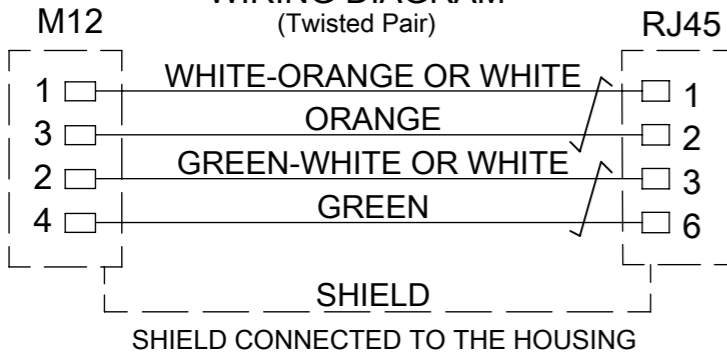 WIRING DIAGRAM
M12 (Twisted Pair) RJ45
1 WHITE-ORANGE OR WHITE 1
3 ORANGE 2
2 GREEN-WHITE OR WHITE 3
4 GREEN 6
SHIELD
SHIELD CONNECTED TO THE HOUSING